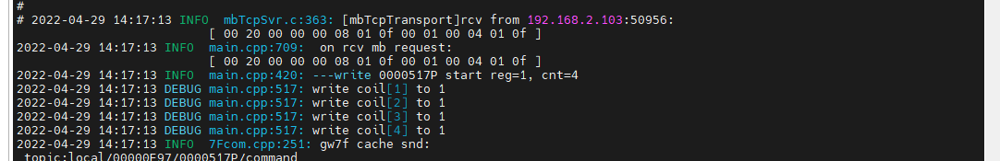 #
# 2022-04-29 14:17:13 INFO  mbTcpSvr.c:363: [mbTcpTransport]rcv from 192.168.2.103:50956:
[ 00 20 00 00 00 08 01 0f 00 01 00 04 01 0f ]
2022-04-29 14:17:13 INFO  main.cpp:709:  on rcv mb request:
[ 00 20 00 00 00 08 01 0f 00 01 00 04 01 0f ]
2022-04-29 14:17:13 INFO  main.cpp:420: ---write 0000517P start reg=1, cnt=4
2022-04-29 14:17:13 DEBUG main.cpp:517: write coil[1] to 1
2022-04-29 14:17:13 DEBUG main.cpp:517: write coil[2] to 1
2022-04-29 14:17:13 DEBUG main.cpp:517: write coil[3] to 1
2022-04-29 14:17:13 DEBUG main.cpp:517: write coil[4] to 1
2022-04-29 14:17:13 INFO  7Fcom.cpp:251: gw7f cache snd:
topic:local/00000F97/0000517P/command